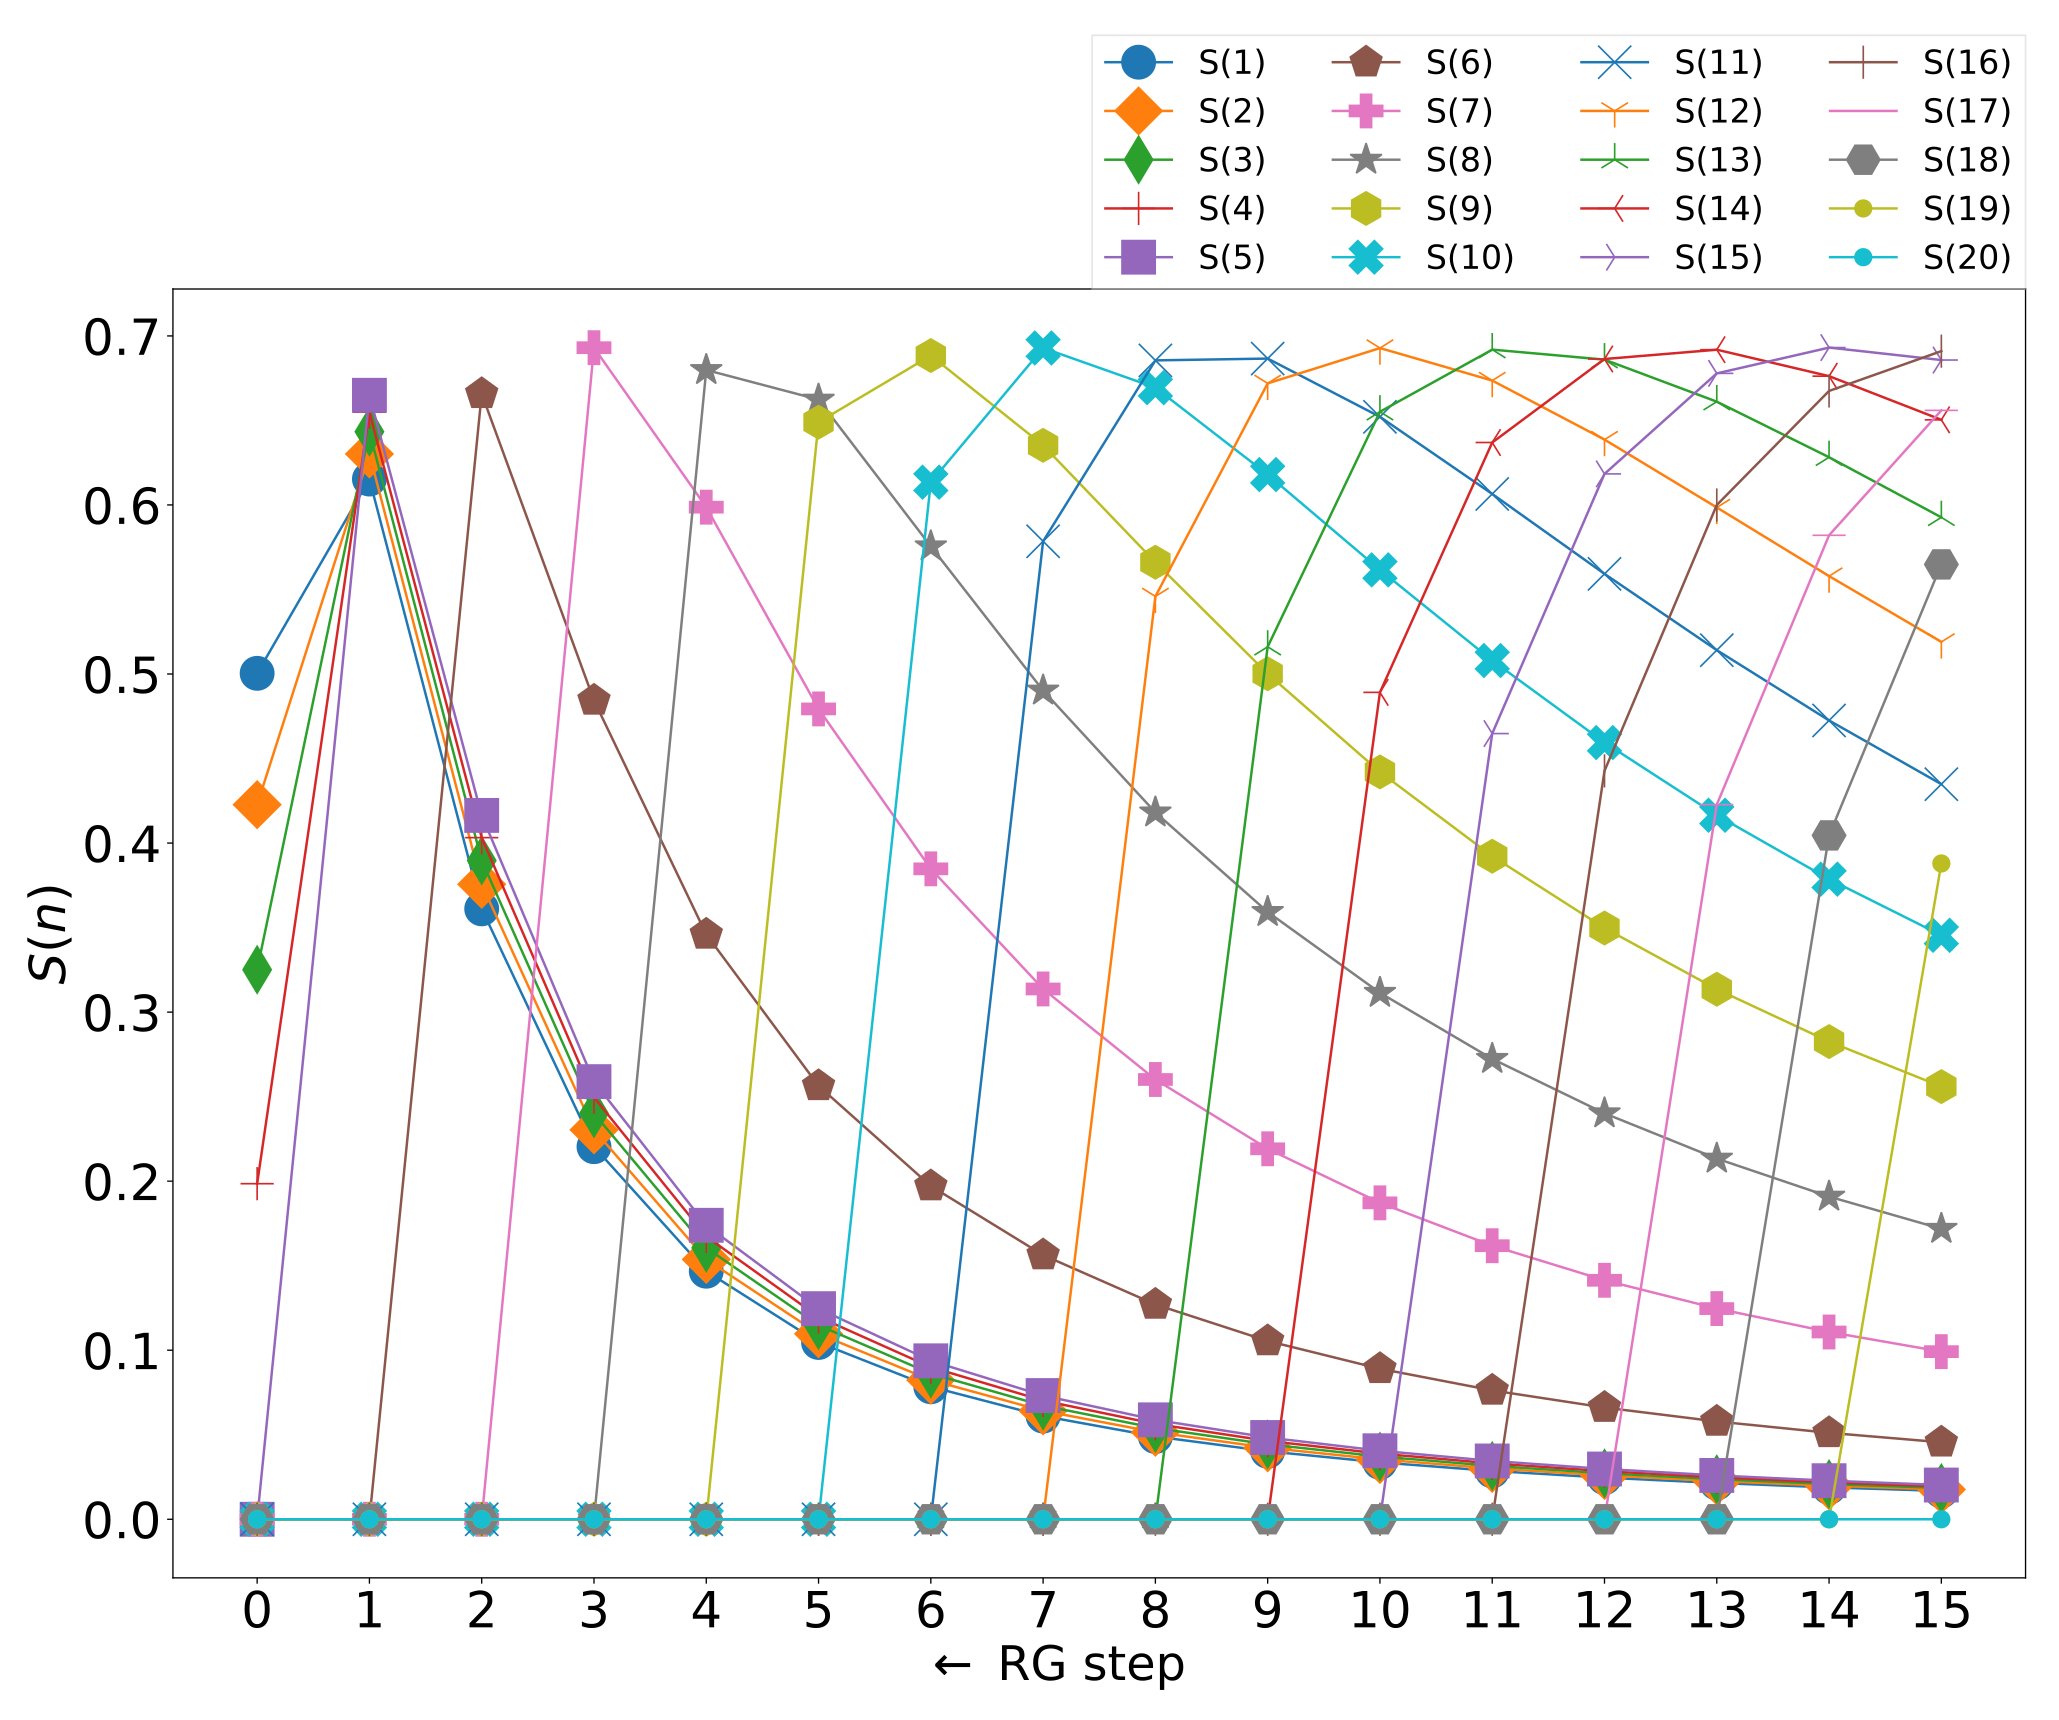 S(1) S(6) S(11) S(16)
S(2) S(7) S(12) S(17)
S(3) S(8) S(13) S(18)
S(4) S(9) S(14) S(19)
S(5) S(10) S(15) S(20)
0.7
0.6
0.5
0.4
0.3
0.2
0.1
0.0
S(n)
0 1 2 3 4 5 6 7 8 9 10 11 12 13 14 15
← RG step